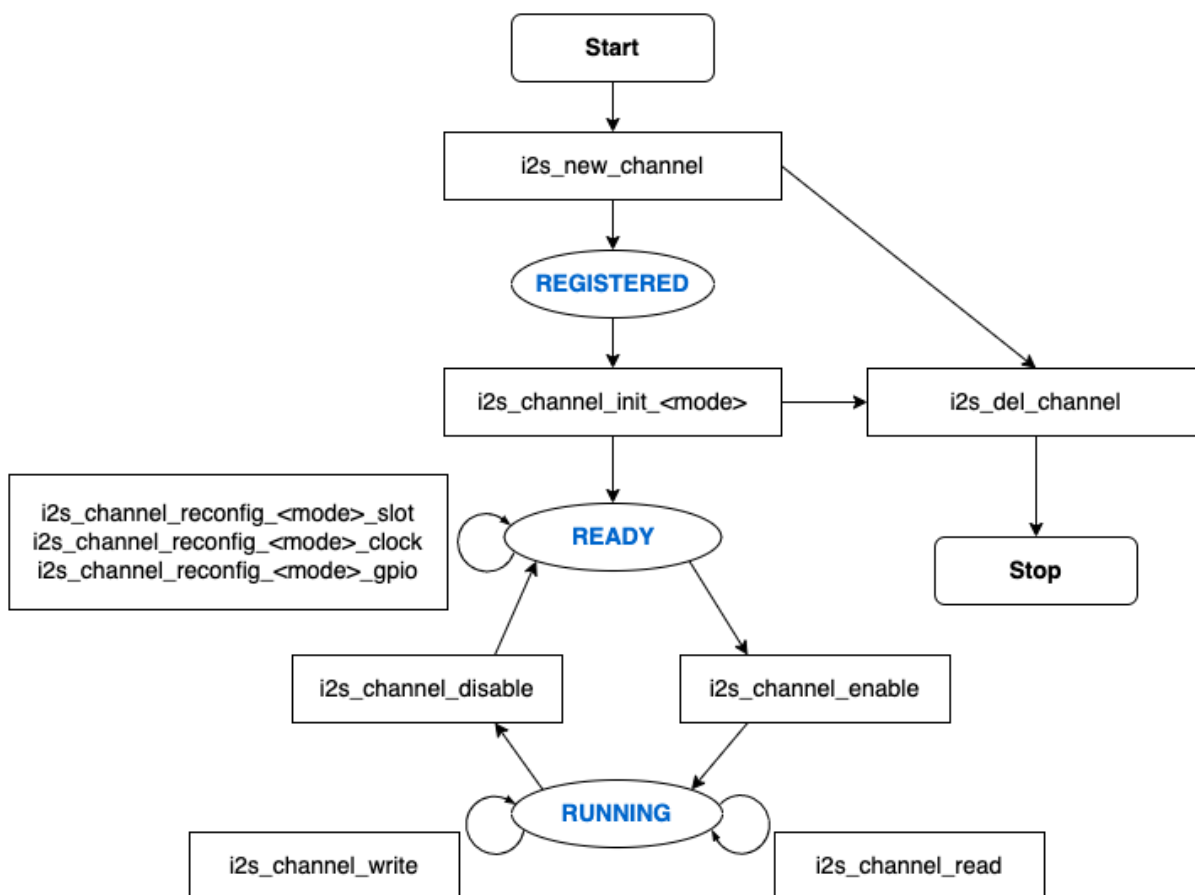 Start
i2s_new_channel
REGISTERED
i2s_channel_init_<mode>
i2s_del_channel
i2s_channel_reconfig_<mode>_slot
i2s_channel_reconfig_<mode>_clock
i2s_channel_reconfig_<mode>_gpio
READY
Stop
i2s_channel_disable
i2s_channel_enable
RUNNING
i2s_channel_write
i2s_channel_read